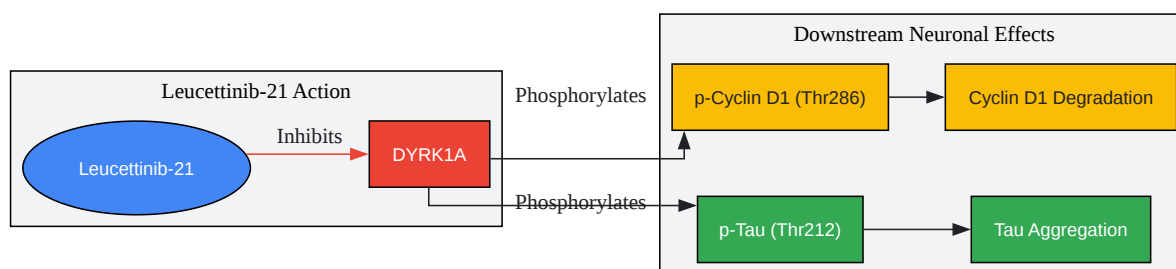 Downstream Neuronal Effects
Leucettinib-21 Action
Phosphorylates
p-Cyclin D1 (Thr286)
Cyclin D1 Degradation
Inhibits
Leucettinib-21
DYRK1A
Phosphorylates
p-Tau (Thr212)
Tau Aggregation